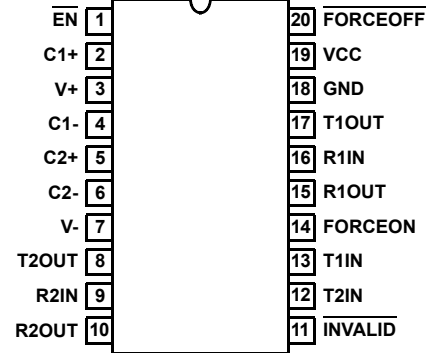 EN 1 20 FORCEOFF
C1+ 2 19 VCC
V+ 3 18 GND
C1- 4 17 T1OUT
C2+ 5 16 R1IN
C2- 6 15 R1OUT
V- 7 14 FORCEON
T2OUT 8 13 T1IN
R2IN 9 12 T2IN
R2OUT 10 11 INVALID